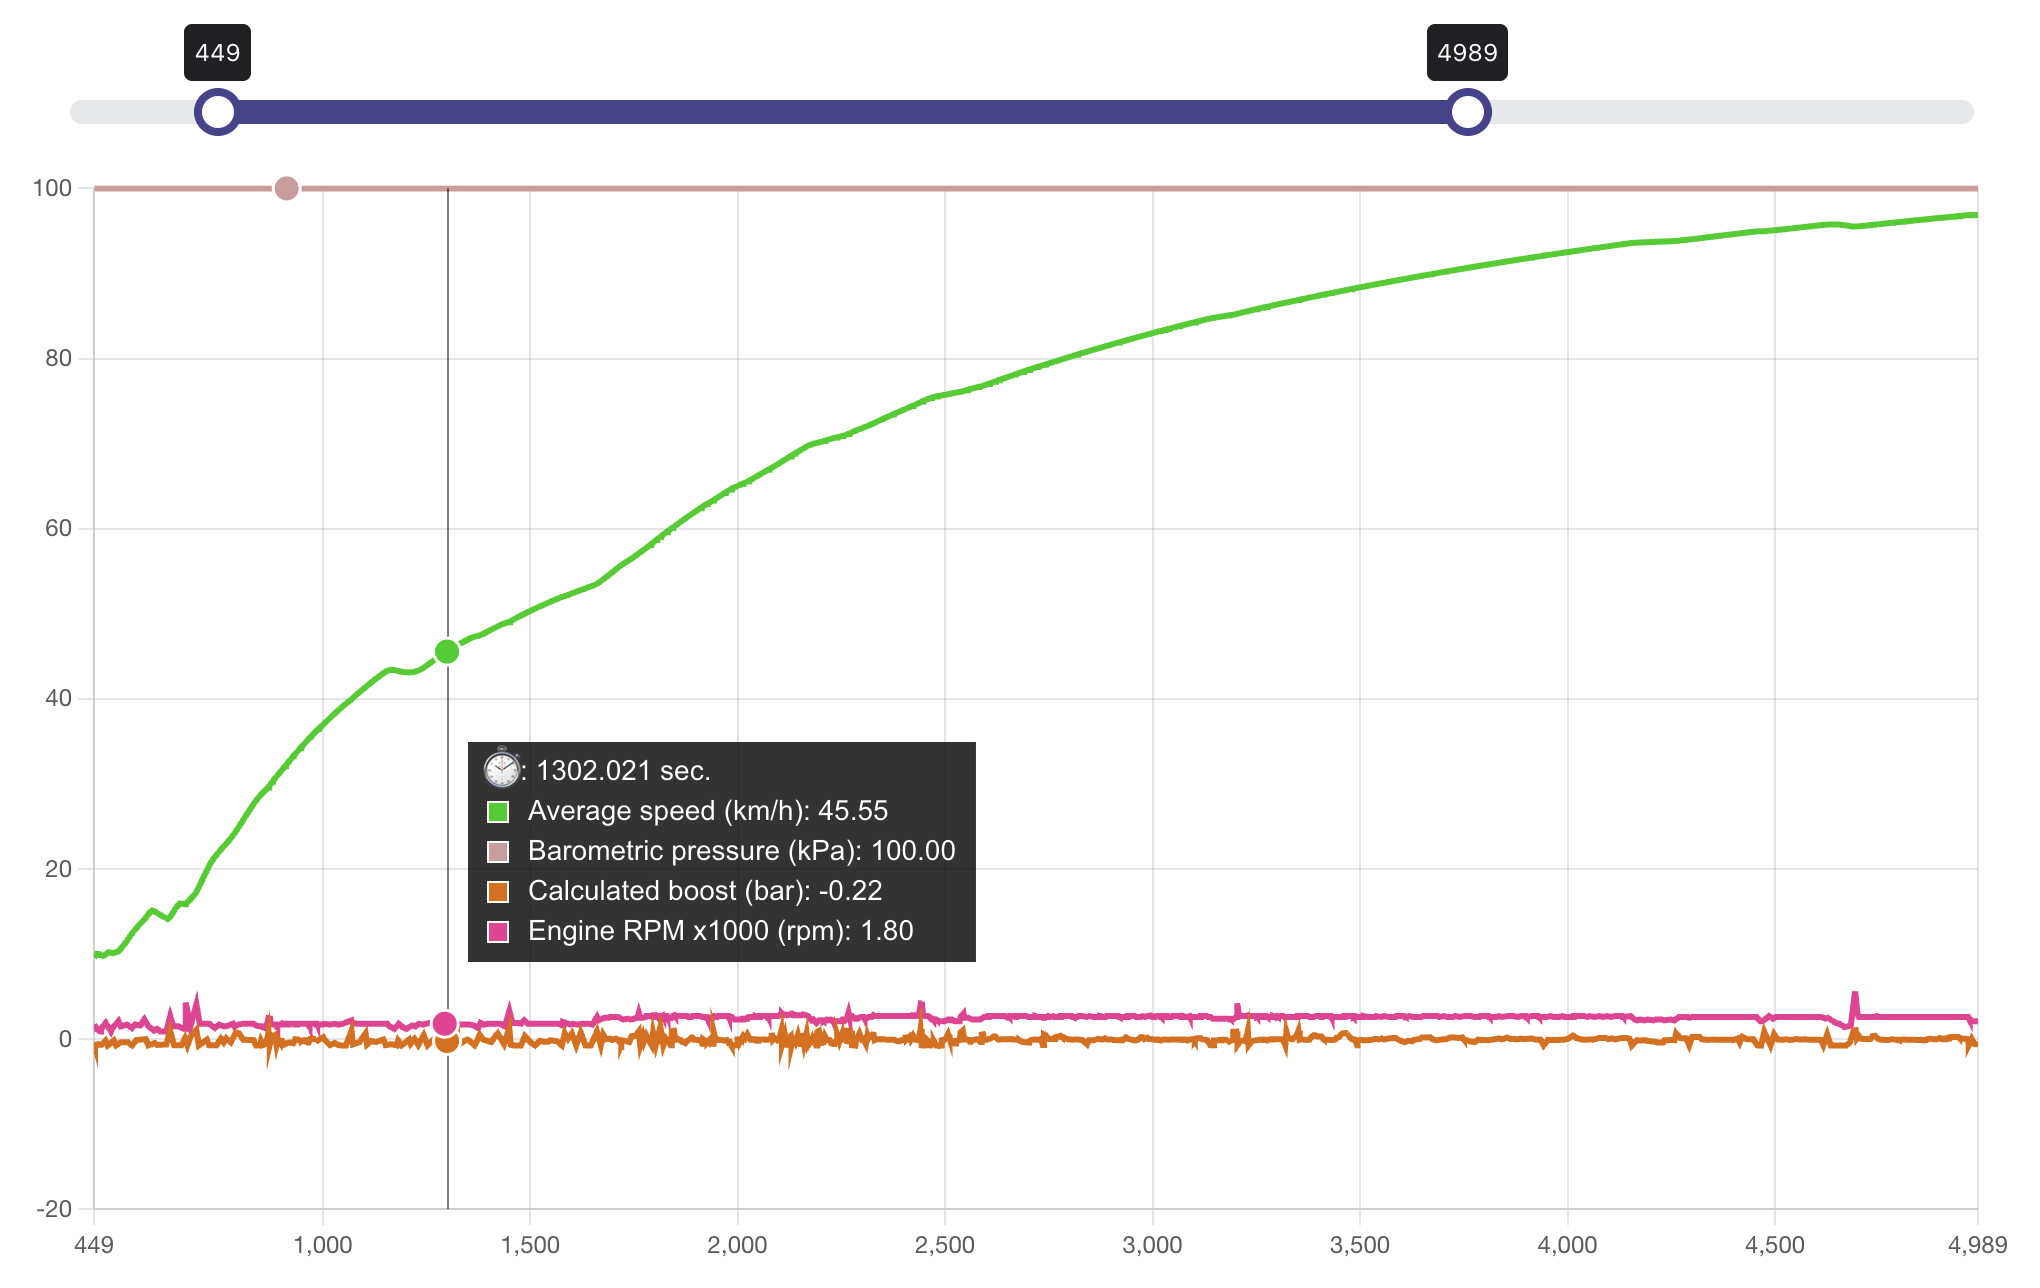 449
4989
100
80
60
40
20
0
-20
⏱: 1302.021 sec.
Average speed (km/h): 45.55
Barometric pressure (kPa): 100.00
Calculated boost (bar): -0.22
Engine RPM x1000 (rpm): 1.80
449 1,000 1,500 2,000 2,500 3,000 3,500 4,000 4,500 4,989